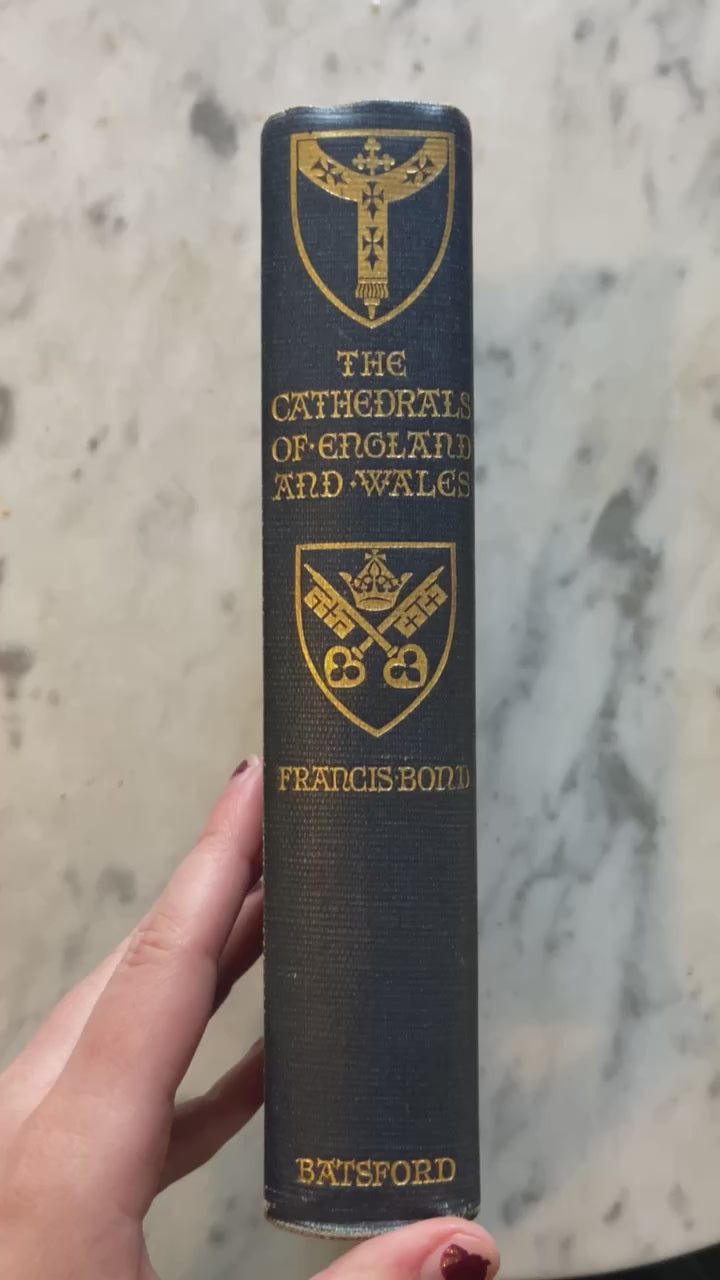 THE
CATHEDRALS
OF·ENGLAND
AND·WALES
FRANCIS·BOND
BATSFORD